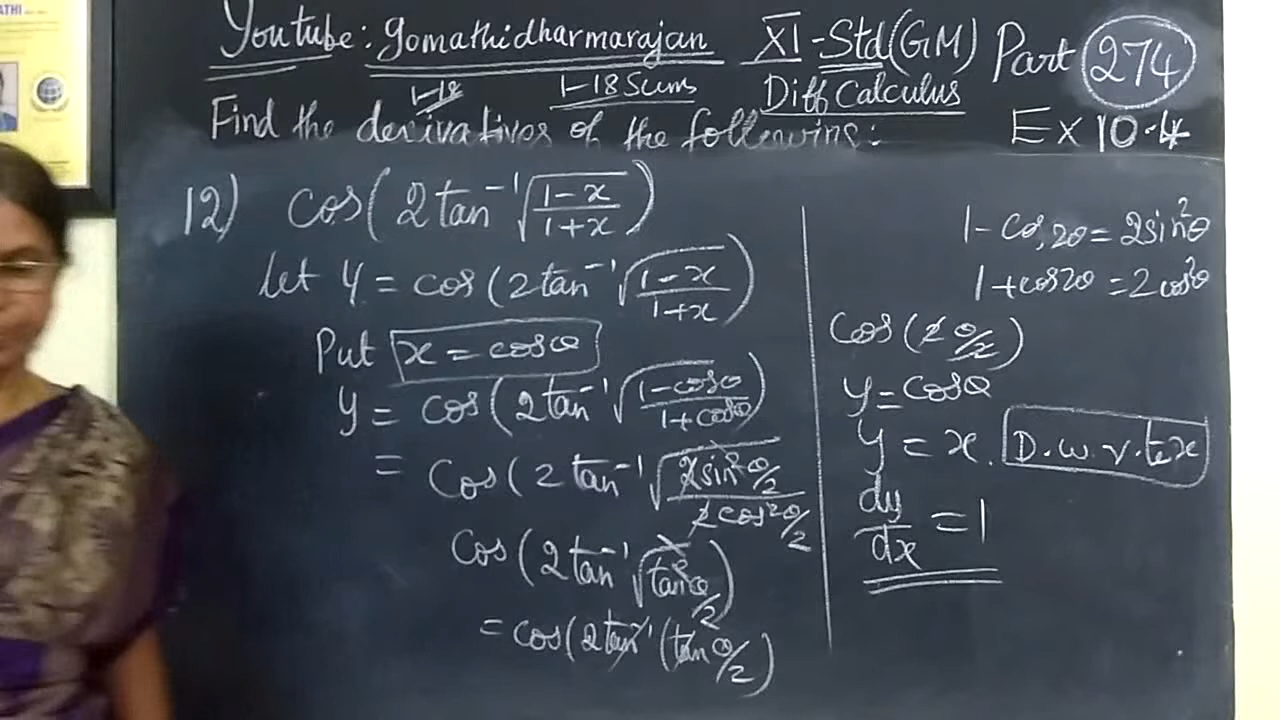 ATHI
Youtube: gomathidharmarajan XI-Std(GM) Part 274
1-18 1-18 Sums Diff Calculus
Find the derivatives of the following: Ex 10.4
12) cos(2 tan⁻¹ √((1-x)/(1+x)))
Let y = cos(2 tan⁻¹ √((1-x)/(1+x)))
Put x = cosθ
y = cos(2 tan⁻¹ √((1-cosθ)/(1+cosθ)))
= cos(2 tan⁻¹ √((2sin²θ/2)/(2cos²θ/2))
cos(2 tan⁻¹ √(tan²θ/2))
= cos(2 tan⁻¹ (tan θ/2)
1-cos2θ = 2sin²θ
1+cos2θ = 2cos²θ
cos(2 θ/2)
y = cosθ
y = x. D.w.r.to x
dy/dx = 1